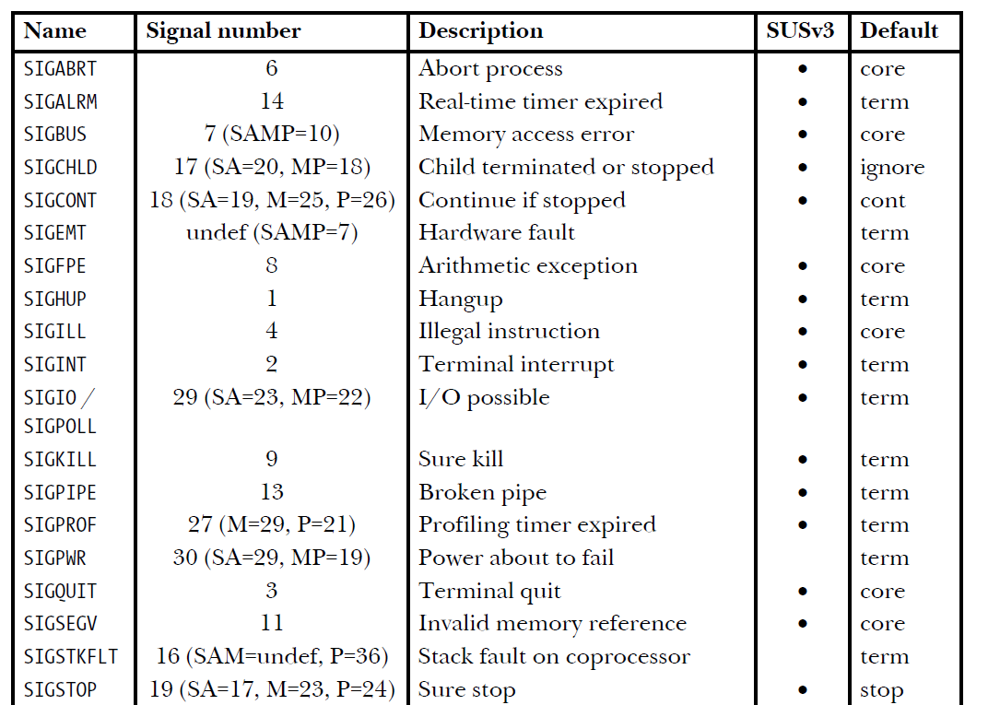 Name Signal number Description SUSv3 Default
SIGABRT 6 Abort process • core
SIGALRM 14 Real-time timer expired • term
SIGBUS 7 (SAMP=10) Memory access error • core
SIGCHLD 17 (SA=20, MP=18) Child terminated or stopped • ignore
SIGCONT 18 (SA=19, M=25, P=26) Continue if stopped • cont
SIGEMT undef (SAMP=7) Hardware fault term
SIGFPE 8 Arithmetic exception • core
SIGHUP 1 Hangup • term
SIGILL 4 Illegal instruction • core
SIGINT 2 Terminal interrupt • term
SIGIO / 29 (SA=23, MP=22) I/O possible • term
SIGPOLL
SIGKILL 9 Sure kill • term
SIGPIPE 13 Broken pipe • term
SIGPROF 27 (M=29, P=21) Profiling timer expired • term
SIGPWR 30 (SA=29, MP=19) Power about to fail term
SIGQUIT 3 Terminal quit • core
SIGSEGV 11 Invalid memory reference • core
SIGSTKFLT 16 (SAM=undef, P=36) Stack fault on coprocessor term
SIGSTOP 19 (SA=17, M=23, P=24) Sure stop • stop